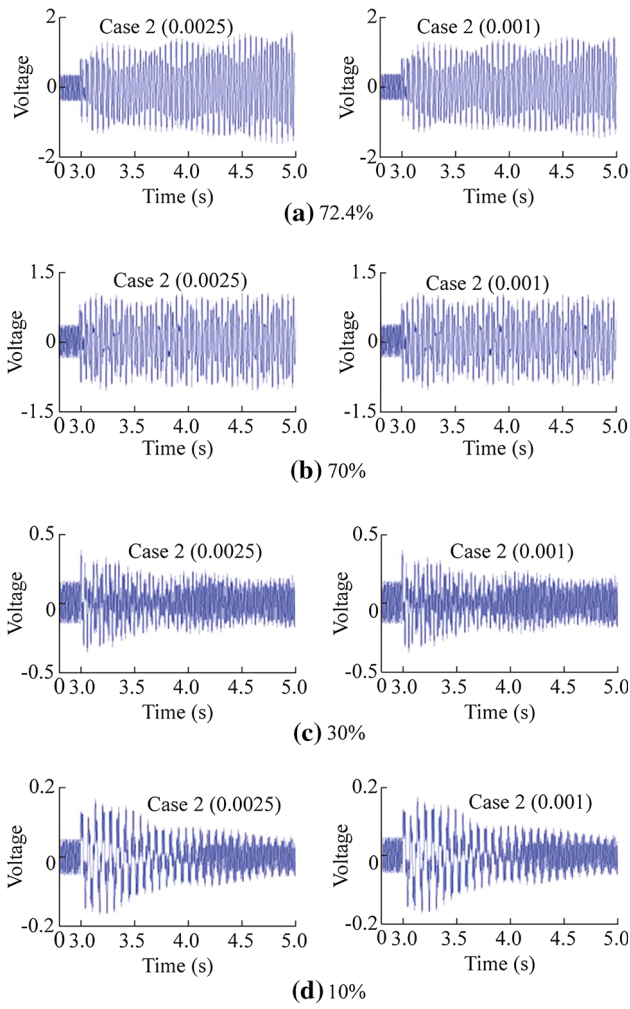 2 Case 2 (0.0025) 2 Case 2 (0.001)
Voltage 0 Voltage 0
-2 -2
0 3.0 3.5 4.0 4.5 5.0 0 3.0 3.5 4.0 4.5 5.0
Time (s) Time (s)
(a) 72.4%
1.5 Case 2 (0.0025) 1.5 Case 2 (0.001)
Voltage 0 Voltage 0
-1.5 -1.5
0 3.0 3.5 4.0 4.5 5.0 0 3.0 3.5 4.0 4.5 5.0
Time (s) Time (s)
(b) 70%
0.5 Case 2 (0.0025) 0.5 Case 2 (0.001)
Voltage 0 Voltage 0
-0.5 -0.5
0 3.0 3.5 4.0 4.5 5.0 0 3.0 3.5 4.0 4.5 5.0
Time (s) Time (s)
(c) 30%
0.2 Case 2 (0.0025) 0.2 Case 2 (0.001)
Voltage 0 Voltage 0
-0.2 -0.2
0 3.0 3.5 4.0 4.5 5.0 0 3.0 3.5 4.0 4.5 5.0
Time (s) Time (s)
(d) 10%